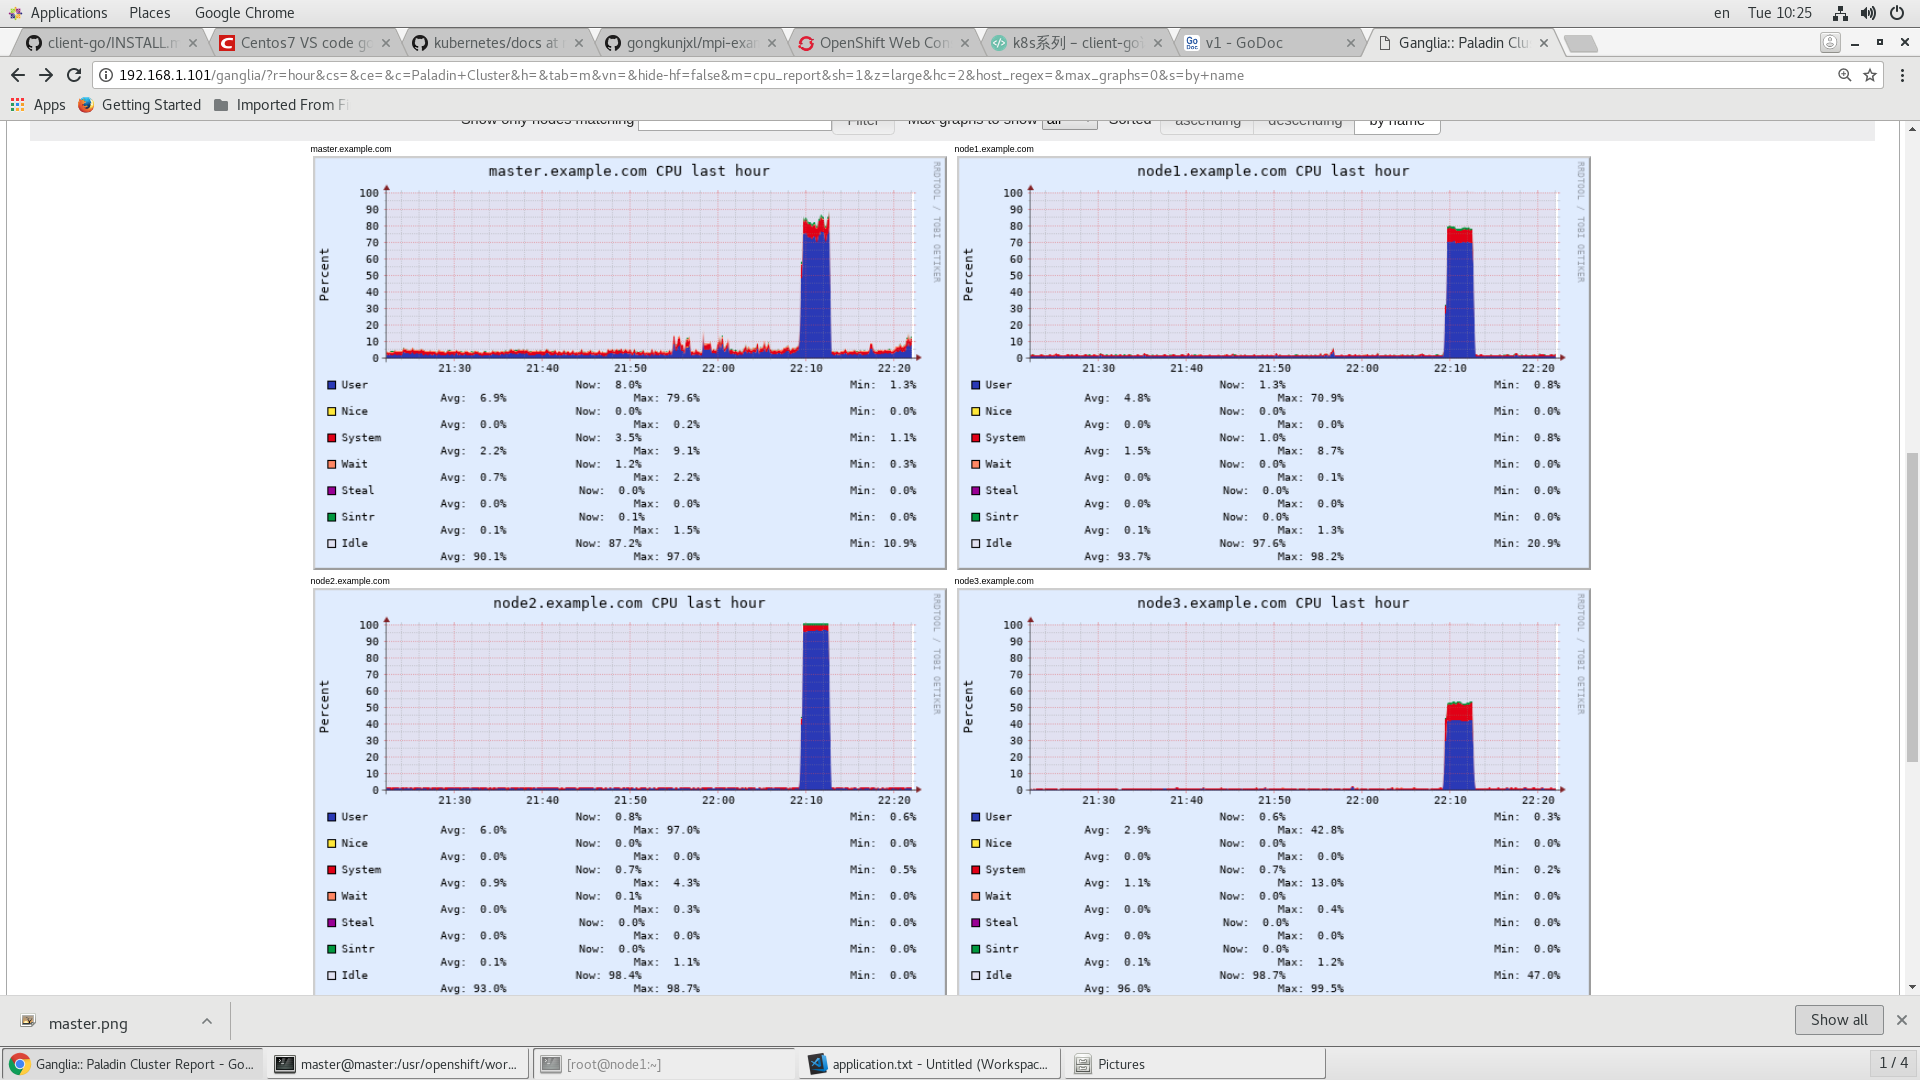 Applications Places Google Chrome en Tue 10:25
client-go/INSTALL.m Centos7 VS code go kubernetes/docs at gongkunjxl/mpi-exa OpenShift Web Con k8s系列 – client-go v1 - GoDoc Ganglia:: Paladin Clu
192.168.1.101/ganglia/?r=hour&cs=&ce=&c=Paladin+Cluster&h=&tab=m&vn=&hide-hf=false&m=cpu_report&sh=1&z=large&hc=2&host_regex=&max_graphs=0&s=by+name
Apps Getting Started Imported From Fi
Show only nodes matching Filter Max graphs to show all Sorted ascending descending by name
master.example.com
master.example.com CPU last hour
RRDTOOL / TOBI OETIKER
Percent
100
90
80
70
60
50
40
30
20
10
0
21:30 21:40 21:50 22:00 22:10 22:20
User Now: 8.0% Min: 1.3%
Avg: 6.9% Max: 79.6%
Nice Now: 0.0% Min: 0.0%
Avg: 0.0% Max: 0.2%
System Now: 3.5% Min: 1.1%
Avg: 2.2% Max: 9.1%
Wait Now: 1.2% Min: 0.3%
Avg: 0.7% Max: 2.2%
Steal Now: 0.0% Min: 0.0%
Avg: 0.0% Max: 0.0%
Sintr Now: 0.1% Min: 0.0%
Avg: 0.1% Max: 1.5%
Idle Now: 87.2% Min: 10.9%
Avg: 90.1% Max: 97.0%
node1.example.com
node1.example.com CPU last hour
RRDTOOL / TOBI OETIKER
Percent
100
90
80
70
60
50
40
30
20
10
0
21:30 21:40 21:50 22:00 22:10 22:20
User Now: 1.3% Min: 0.8%
Avg: 4.8% Max: 70.9%
Nice Now: 0.0% Min: 0.0%
Avg: 0.0% Max: 0.0%
System Now: 1.0% Min: 0.8%
Avg: 1.5% Max: 8.7%
Wait Now: 0.0% Min: 0.0%
Avg: 0.0% Max: 0.1%
Steal Now: 0.0% Min: 0.0%
Avg: 0.0% Max: 0.0%
Sintr Now: 0.0% Min: 0.0%
Avg: 0.1% Max: 1.3%
Idle Now: 97.6% Min: 20.9%
Avg: 93.7% Max: 98.2%
node2.example.com
node2.example.com CPU last hour
RRDTOOL / TOBI OETIKER
Percent
100
90
80
70
60
50
40
30
20
10
0
21:30 21:40 21:50 22:00 22:10 22:20
User Now: 0.8% Min: 0.6%
Avg: 6.0% Max: 97.0%
Nice Now: 0.0% Min: 0.0%
Avg: 0.0% Max: 0.0%
System Now: 0.7% Min: 0.5%
Avg: 0.9% Max: 4.3%
Wait Now: 0.1% Min: 0.0%
Avg: 0.0% Max: 0.3%
Steal Now: 0.0% Min: 0.0%
Avg: 0.0% Max: 0.0%
Sintr Now: 0.0% Min: 0.0%
Avg: 0.1% Max: 1.1%
Idle Now: 98.4% Min: 0.0%
Avg: 93.0% Max: 98.7%
node3.example.com
node3.example.com CPU last hour
RRDTOOL / TOBI OETIKER
Percent
100
90
80
70
60
50
40
30
20
10
0
21:30 21:40 21:50 22:00 22:10 22:20
User Now: 0.6% Min: 0.3%
Avg: 2.9% Max: 42.8%
Nice Now: 0.0% Min: 0.0%
Avg: 0.0% Max: 0.0%
System Now: 0.7% Min: 0.2%
Avg: 1.1% Max: 13.0%
Wait Now: 0.0% Min: 0.0%
Avg: 0.0% Max: 0.4%
Steal Now: 0.0% Min: 0.0%
Avg: 0.0% Max: 0.0%
Sintr Now: 0.0% Min: 0.0%
Avg: 0.1% Max: 1.2%
Idle Now: 98.7% Min: 47.0%
Avg: 96.0% Max: 99.5%
master.png Show all
Ganglia:: Paladin Cluster Report - Go... master@master:/usr/openshift/wor... [root@node1:~] application.txt - Untitled (Workspac... Pictures 1 / 4